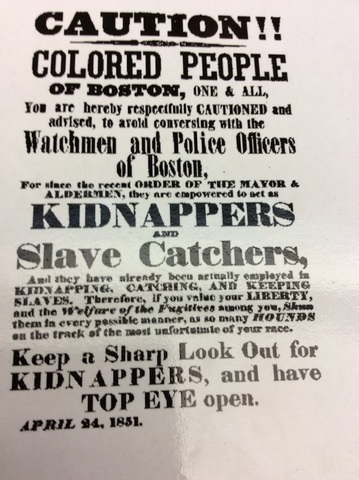 CAUTION!!
COLORED PEOPLE
OF BOSTON, ONE & ALL,
You are hereby respectfully CAUTIONED and
advised, to avoid conversing with the
Watchmen and Police Officers
of Boston,
For since the recent ORDER OF THE MAYOR &
ALDERMEN, they are empowered to act as
KIDNAPPERS
AND
Slave Catchers,
And they have already been actually employed in
KIDNAPPING, CATCHING, AND KEEPING
SLAVES. Therefore, if you value your LIBERTY,
and the Welfare of the Fugitives among you, Shun
them in every possible manner, as so many HOUNDS
on the track of the most unfortunate of your race.
Keep a Sharp Look Out for
KIDNAPPERS, and have
TOP EYE open.
APRIL 24, 1851.